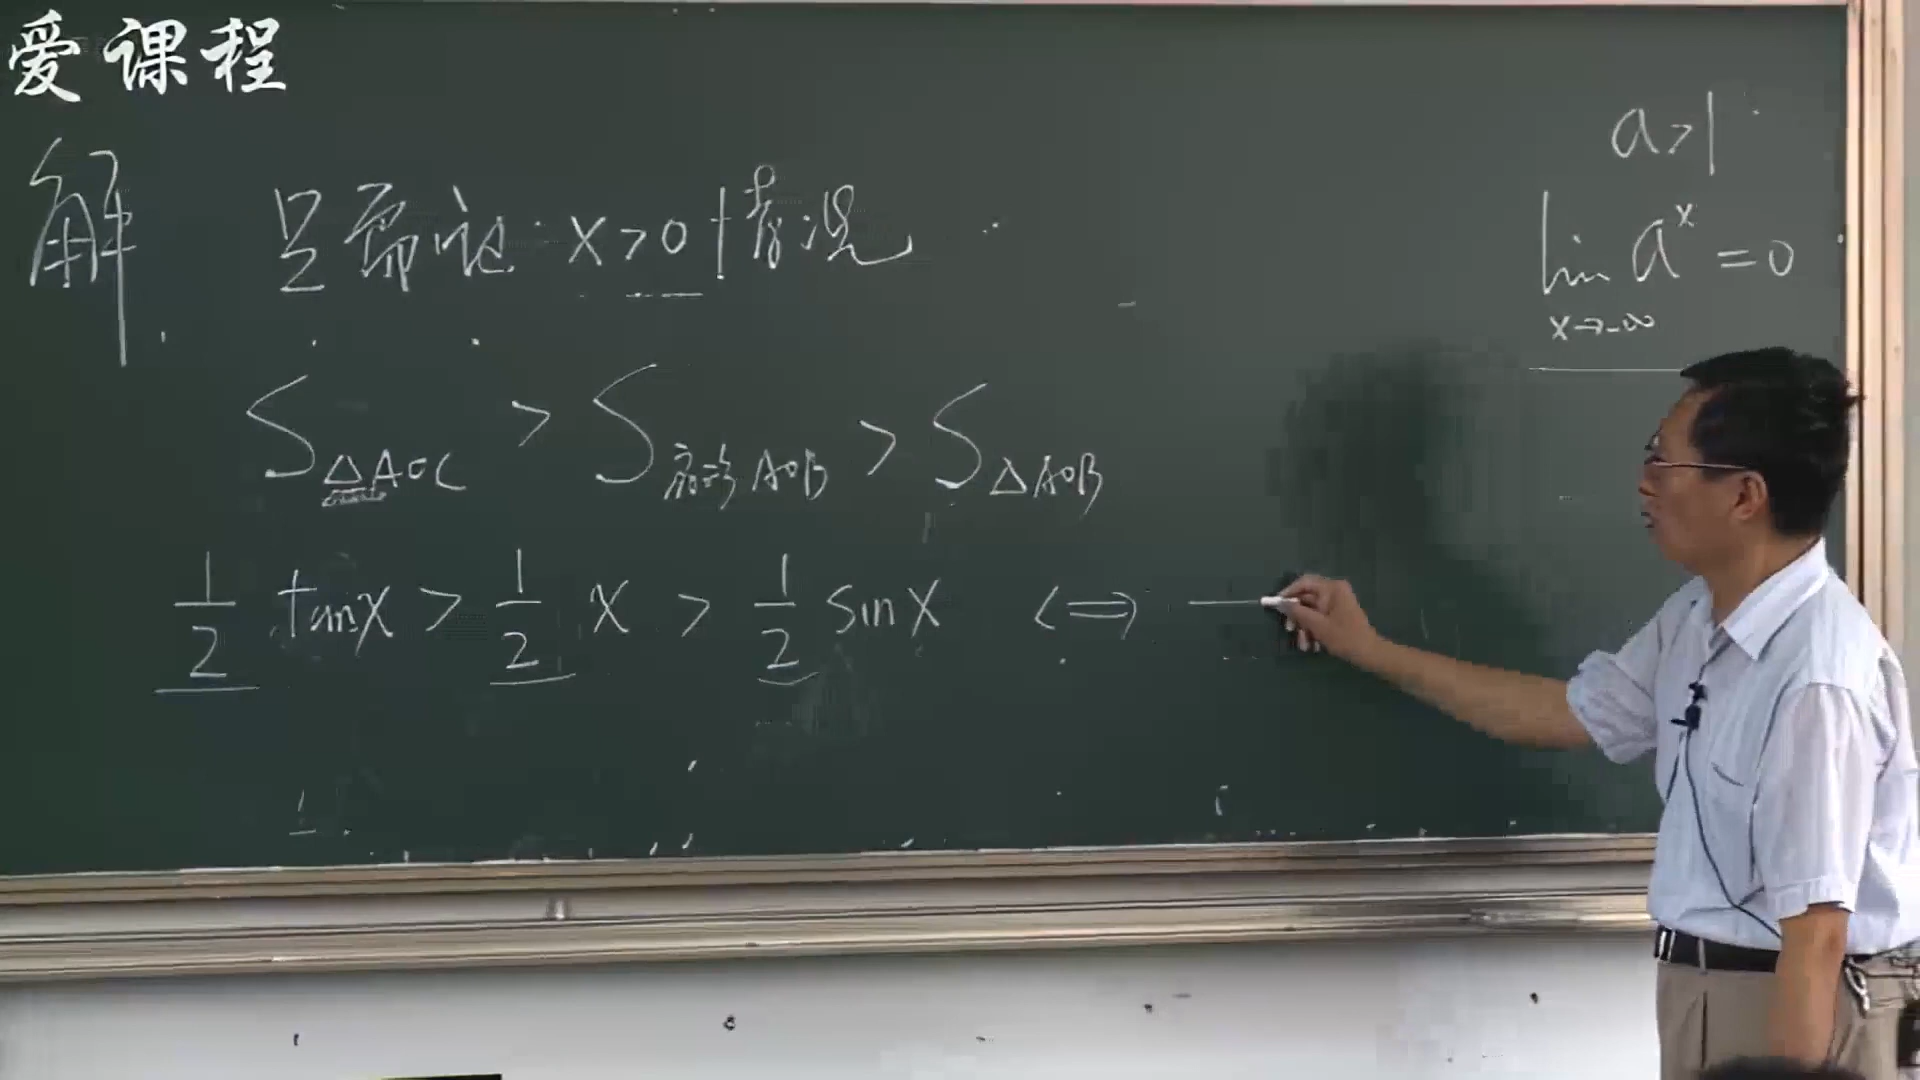 爱课程
解 只需证 x>0 情况
S△AOC > S扇形AOB > S△AOB
1/2 tanx > 1/2 x > 1/2 sinx <=> —
a>1
lim a^x = 0
x→-∞